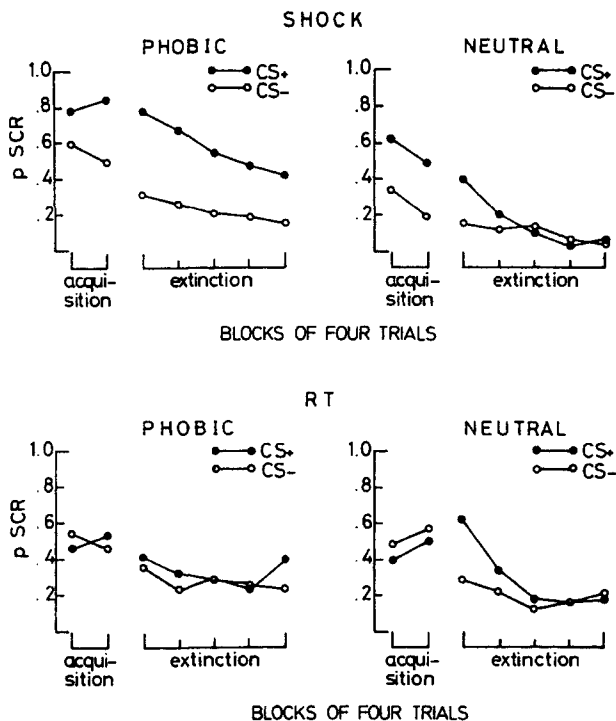 SHOCK
PHOBIC
NEUTRAL
CS+
CS-
CS+
CS-
p SCR
1.0
.8
.6
.4
.2
1.0
.8
.6
.4
.2
acqui-
sition
extinction
acqui-
sition
extinction
BLOCKS OF FOUR TRIALS
RT
PHOBIC
NEUTRAL
CS+
CS-
CS+
CS-
p SCR
1.0
.8
.6
.4
.2
1.0
.8
.6
.4
.2
acqui-
sition
extinction
acqui-
sition
extinction
BLOCKS OF FOUR TRIALS